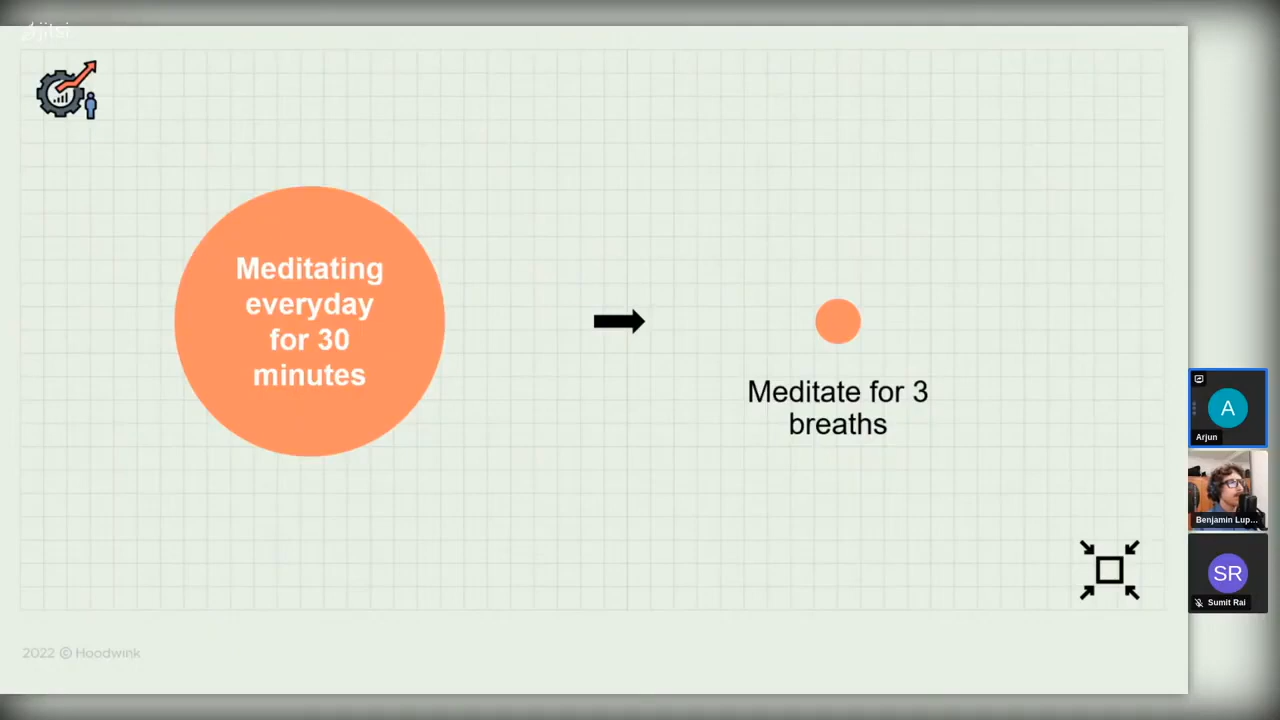 jitsi
Meditating
everyday
for 30
minutes
Meditate for 3
breaths
A
Arjun
Benjamin Lup...
SR
Sumit Rai
2022 © Hoodwink